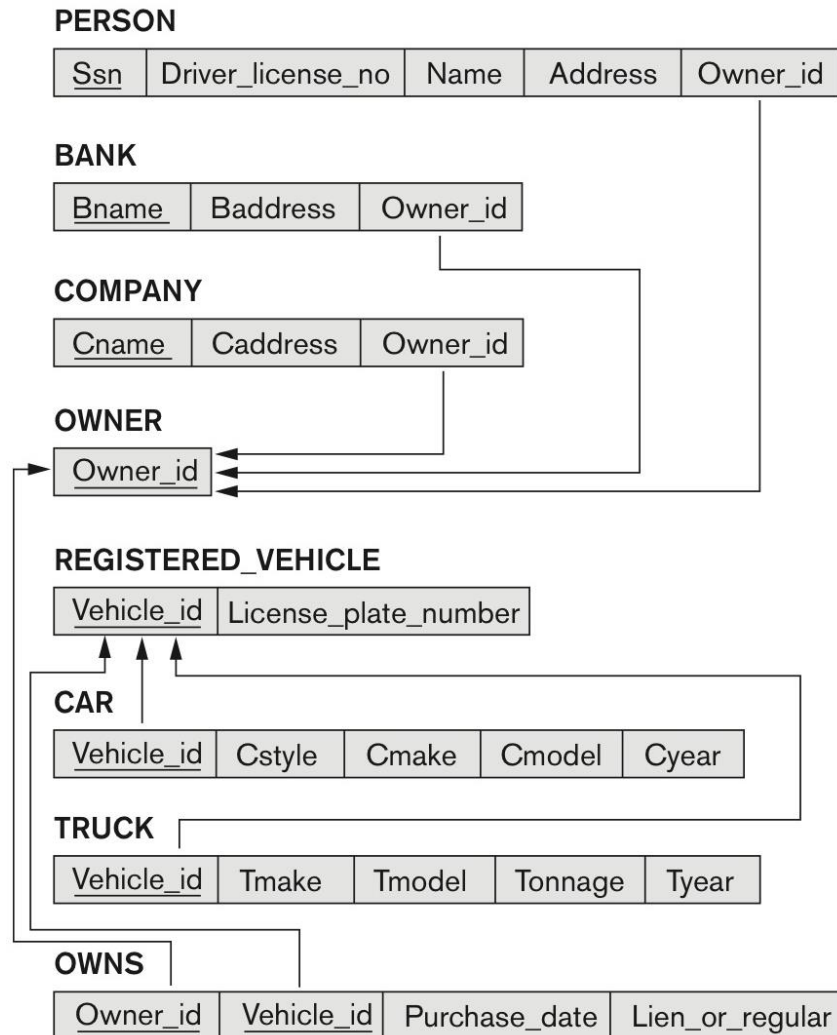 PERSON
Ssn Driver_license_no Name Address Owner_id
BANK
Bname Baddress Owner_id
COMPANY
Cname Caddress Owner_id
OWNER
Owner_id
REGISTERED_VEHICLE
Vehicle_id License_plate_number
CAR
Vehicle_id Cstyle Cmake Cmodel Cyear
TRUCK
Vehicle_id Tmake Tmodel Tonnage Tyear
OWNS
Owner_id Vehicle_id Purchase_date Lien_or_regular